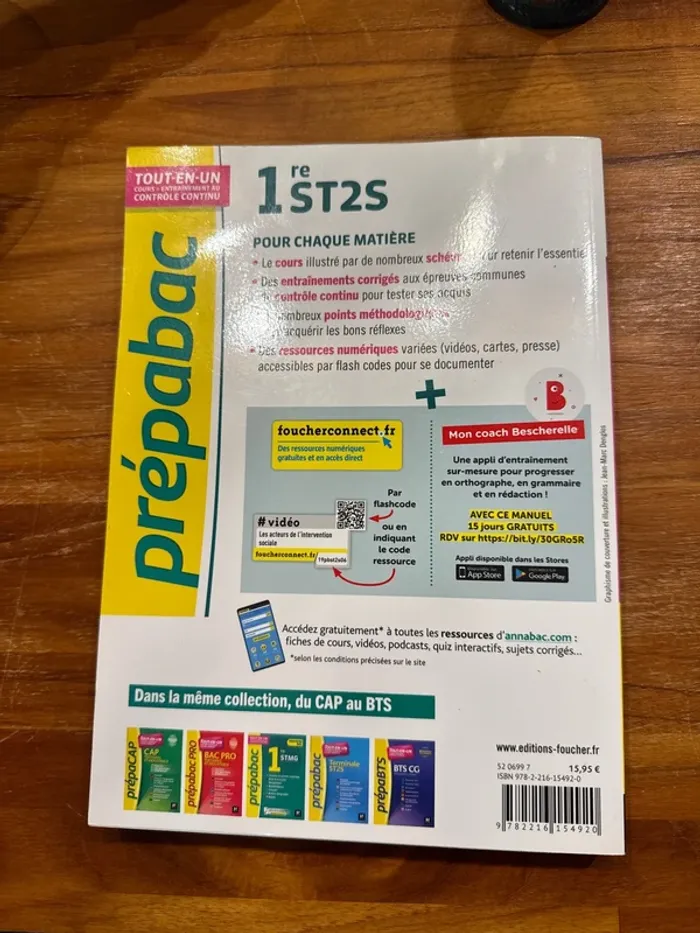 TOUT-EN-UN
COURS + ENTRAÎNEMENT AU
CONTRÔLE CONTINU
prépabac
1re ST2S
POUR CHAQUE MATIÈRE
• Le cours illustré par de nombreux retenir l'essentie
• Des entraînements corrigés aux épreuves communes
contrôle continu pour tester ses acquis
points méthodologiques
acquérir les bons réflexes
• Des ressources numériques variées (vidéos, cartes, presse)
accessibles par flash codes pour se documenter
+
foucherconnect.fr
Des ressources numériques
gratuites et en accès direct
# vidéo
Les acteurs de l'intervention
sociale
foucherconnect.fr/
19pbst2s06
Par
flashcode
ou en
indiquant
le code
ressource
B
Mon coach Bescherelle
Une appli d'entraînement
sur-mesure pour progresser
en orthographe, en grammaire
et en rédaction !
AVEC CE MANUEL
15 jours GRATUITS
RDV sur https://bit.ly/30GRo5R
Appli disponible dans les Stores
App Store
Google Play
Graphisme de couverture et illustrations : Jean-Marc Denglos
Accédez gratuitement* à toutes les ressources d'annabac.com :
fiches de cours, vidéos, podcasts, quiz interactifs, sujets corrigés...
*selon les conditions précisées sur le site
Dans la même collection, du CAP au BTS
prépaCAP
CAP
prépabacPRO
BAC PRO
prépabac
1re STMG
prépabac
Terminale
ST2S
prépaBTS
BTS CG
www.editions-foucher.fr
52 0699 7
15,95 €
ISBN 978-2-216-15492-0
9 782216 154920